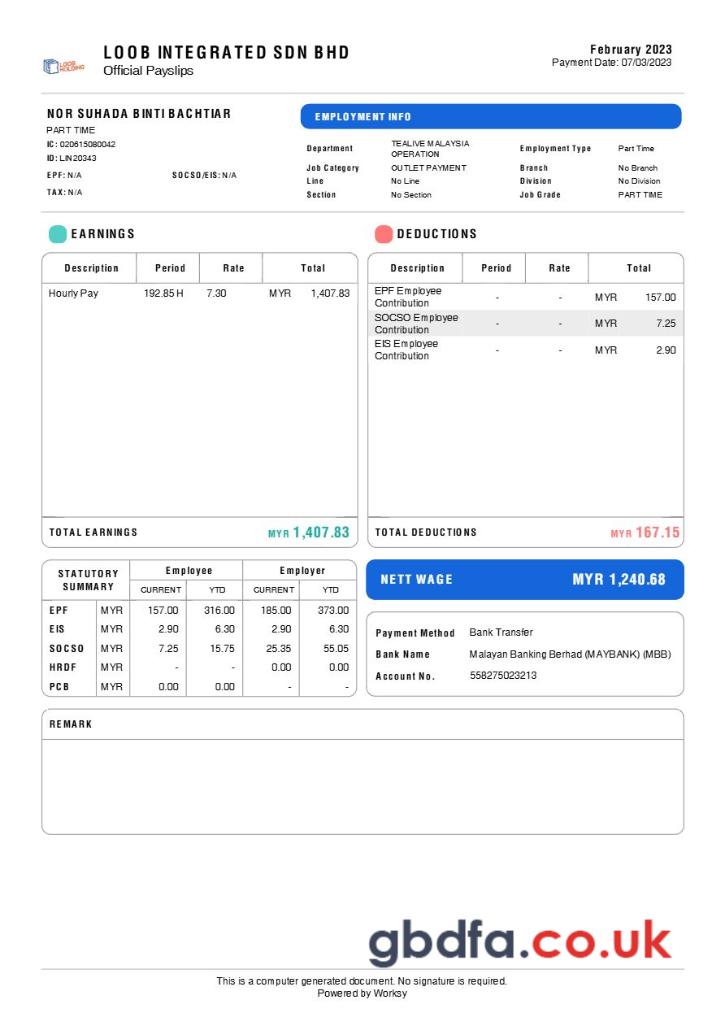 LOOB HOLDING
LOOB INTEGRATED SDN BHD
Official Payslips
February 2023
Payment Date: 07/03/2023
NOR SUHADA BINTI BACHTIAR
PART TIME
IC: 020615080042
ID: LIN20343
EPF: N/A SOCSO/EIS: N/A
TAX: N/A
EMPLOYMENT INFO
Department TEALIVE MALAYSIA OPERATION Employment Type Part Time
Job Category OUTLET PAYMENT Branch No Branch
Line No Line Division No Division
Section No Section Job Grade PART TIME
EARNINGS
Description Period Rate Total
Hourly Pay 192.85 H 7.30 MYR 1,407.83
TOTAL EARNINGS MYR 1,407.83
DEDUCTIONS
Description Period Rate Total
EPF Employee Contribution - - MYR 157.00
SOCSO Employee Contribution - - MYR 7.25
EIS Employee Contribution - - MYR 2.90
TOTAL DEDUCTIONS MYR 167.15
STATUTORY SUMMARY Employee Employer
CURRENT YTD CURRENT YTD
EPF MYR 157.00 316.00 185.00 373.00
EIS MYR 2.90 6.30 2.90 6.30
SOCSO MYR 7.25 15.75 25.35 55.05
HRDF MYR - - 0.00 0.00
PCB MYR 0.00 0.00 - -
NETT WAGE MYR 1,240.68
Payment Method Bank Transfer
Bank Name Malayan Banking Berhad (MAYBANK) (MBB)
Account No. 558275023213
REMARK
gbdfa.co.uk
This is a computer generated document. No signature is required.
Powered by Worksy